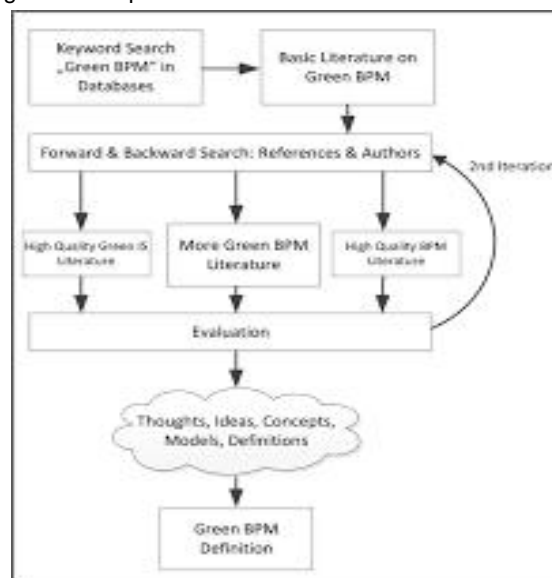 Keyword Search
„Green BPM" in
Databases
Basic Literature on
Green BPM
Forward & Backward Search: References & Authors
2nd Iteration
High Quality Green IS
Literature
More Green BPM
Literature
High Quality BPM
Literature
Evaluation
Thoughts, Ideas, Concepts,
Models, Definitions
Green BPM
Definition